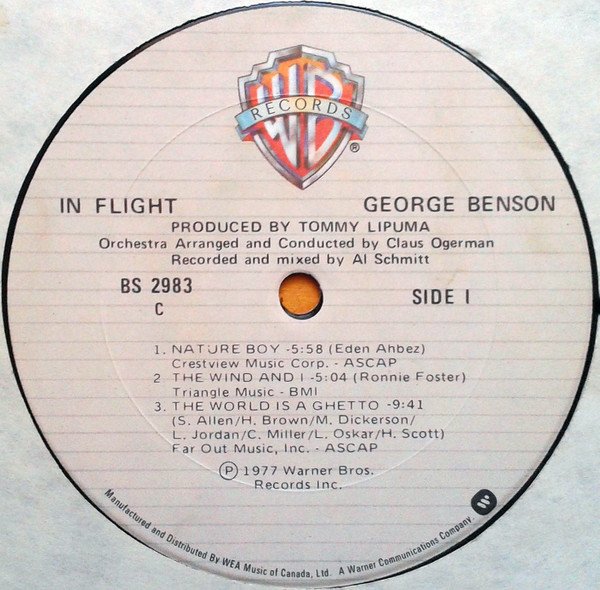 WB
RECORDS
®
IN FLIGHT GEORGE BENSON
PRODUCED BY TOMMY LIPUMA
Orchestra Arranged and Conducted by Claus Ogerman
Recorded and mixed by Al Schmitt
BS 2983 SIDE I
C
1. NATURE BOY -5:58 (Eden Ahbez)
Crestview Music Corp. - ASCAP
2. THE WIND AND I -5:04 (Ronnie Foster)
Triangle Music - BMI
3. THE WORLD IS A GHETTO -9:41
(S. Allen/H. Brown/M. Dickerson/
L. Jordan/C. Miller/L. Oskar/H. Scott)
Far Out Music, Inc. - ASCAP
Ⓟ 1977 Warner Bros.
Records Inc.
Manufactured and Distributed By WEA Music of Canada, Ltd. A Warner Communications Company